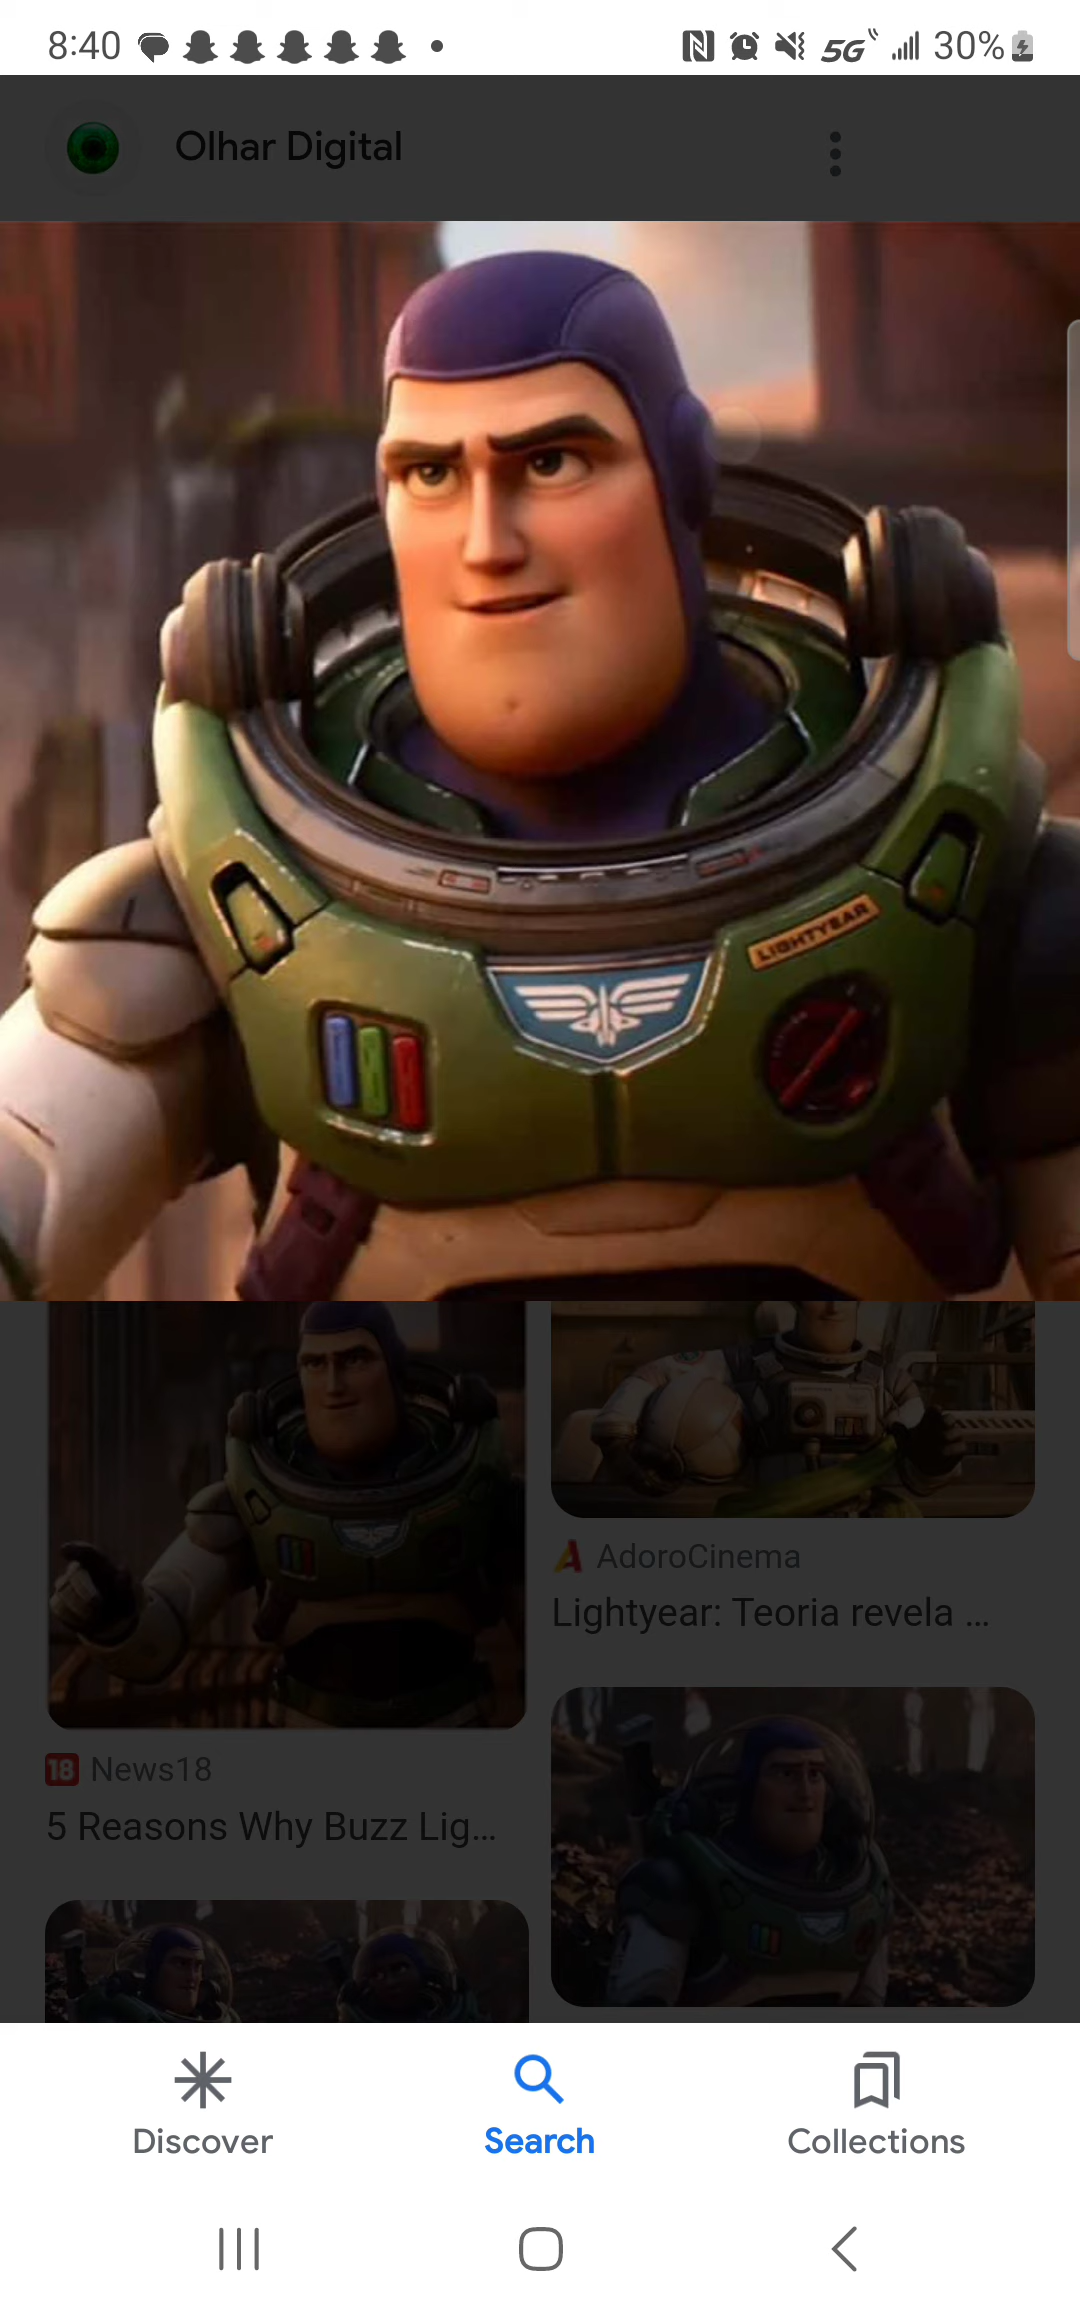 8:40 5G 30%
Olhar Digital
LIGHTYEAR
AdoroCinema
Lightyear: Teoria revela ...
18 News18
5 Reasons Why Buzz Lig...
Discover Search Collections